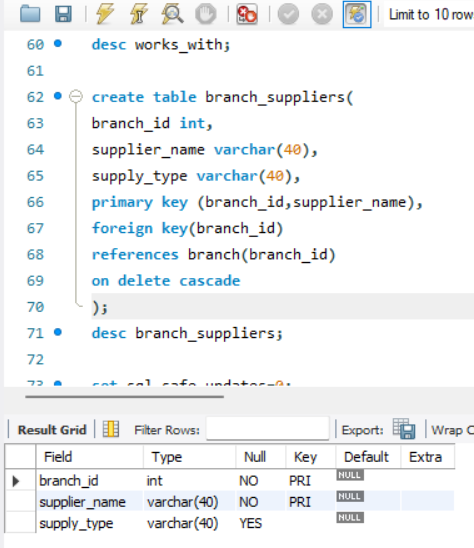 Limit to 10 row
60 desc works_with;
61
62 create table branch_suppliers(
63 branch_id int,
64 supplier_name varchar(40),
65 supply_type varchar(40),
66 primary key (branch_id,supplier_name),
67 foreign key(branch_id)
68 references branch(branch_id)
69 on delete cascade
70 );
71 desc branch_suppliers;
72
73 set sql_safe_updates=0;
Result Grid Filter Rows: Export: Wrap C
Field Type Null Key Default Extra
branch_id int NO PRI NULL
supplier_name varchar(40) NO PRI NULL
supply_type varchar(40) YES NULL